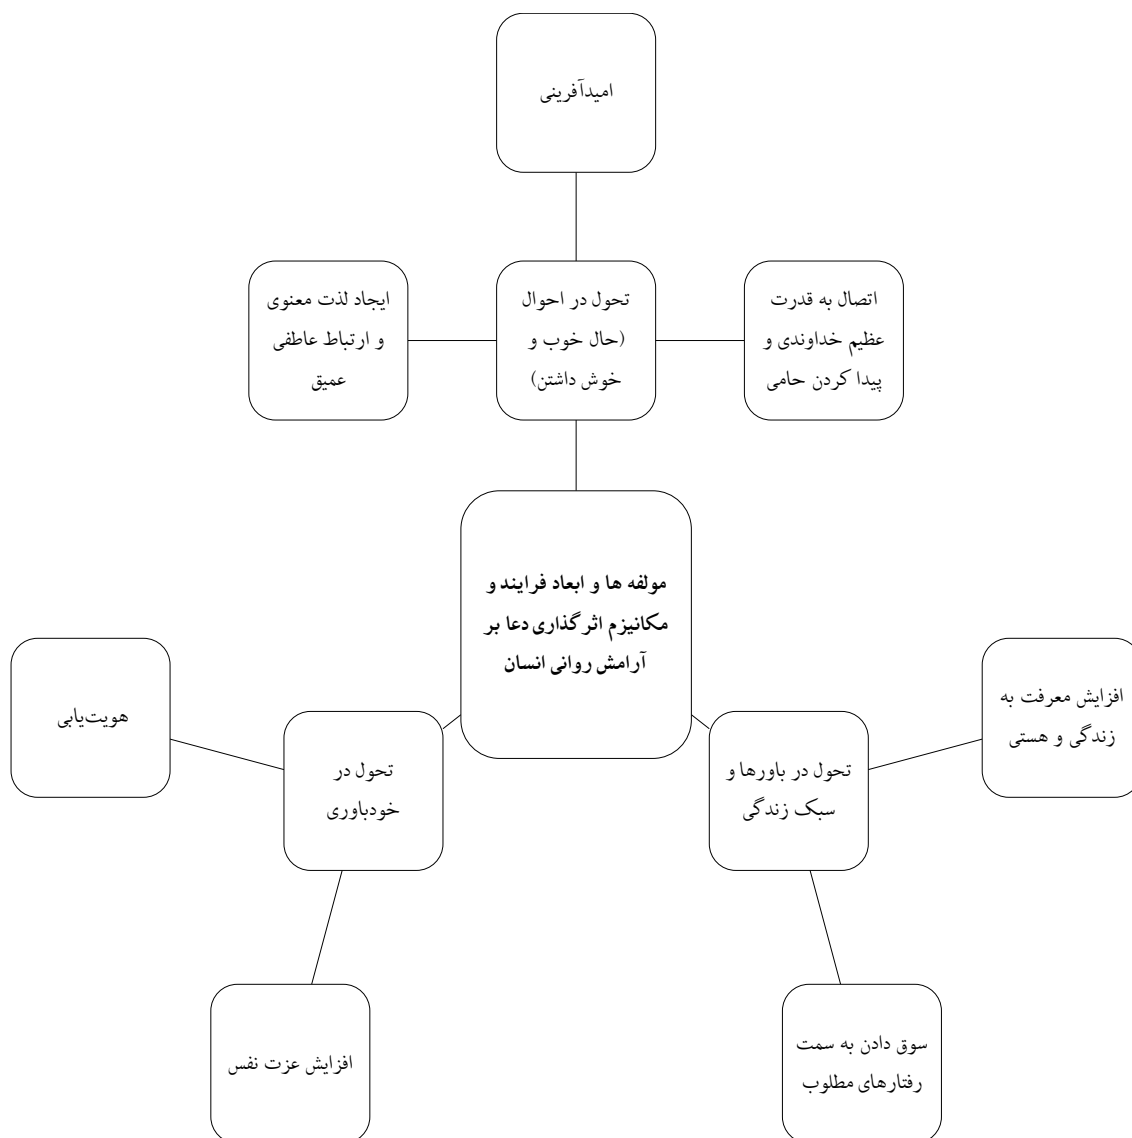 امیدآفرینی
اتصال به قدرت
عظیم خداوندی و
پیدا کردن حامی
تحول در احوال
(حال خوب و
خوش داشتن)
ایجاد لذت معنوی
و ارتباط عاطفی
عمیق
مولفه ها و ابعاد فرایند و
مکانیزم اثرگذاری دعا بر
آرامش روانی انسان
افزایش معرفت به
زندگی و هستی
تحول در باورها و
سبک زندگی
تحول در
خودباوری
هویت‌یابی
سوق دادن به سمت
رفتارهای مطلوب
افزایش عزت نفس